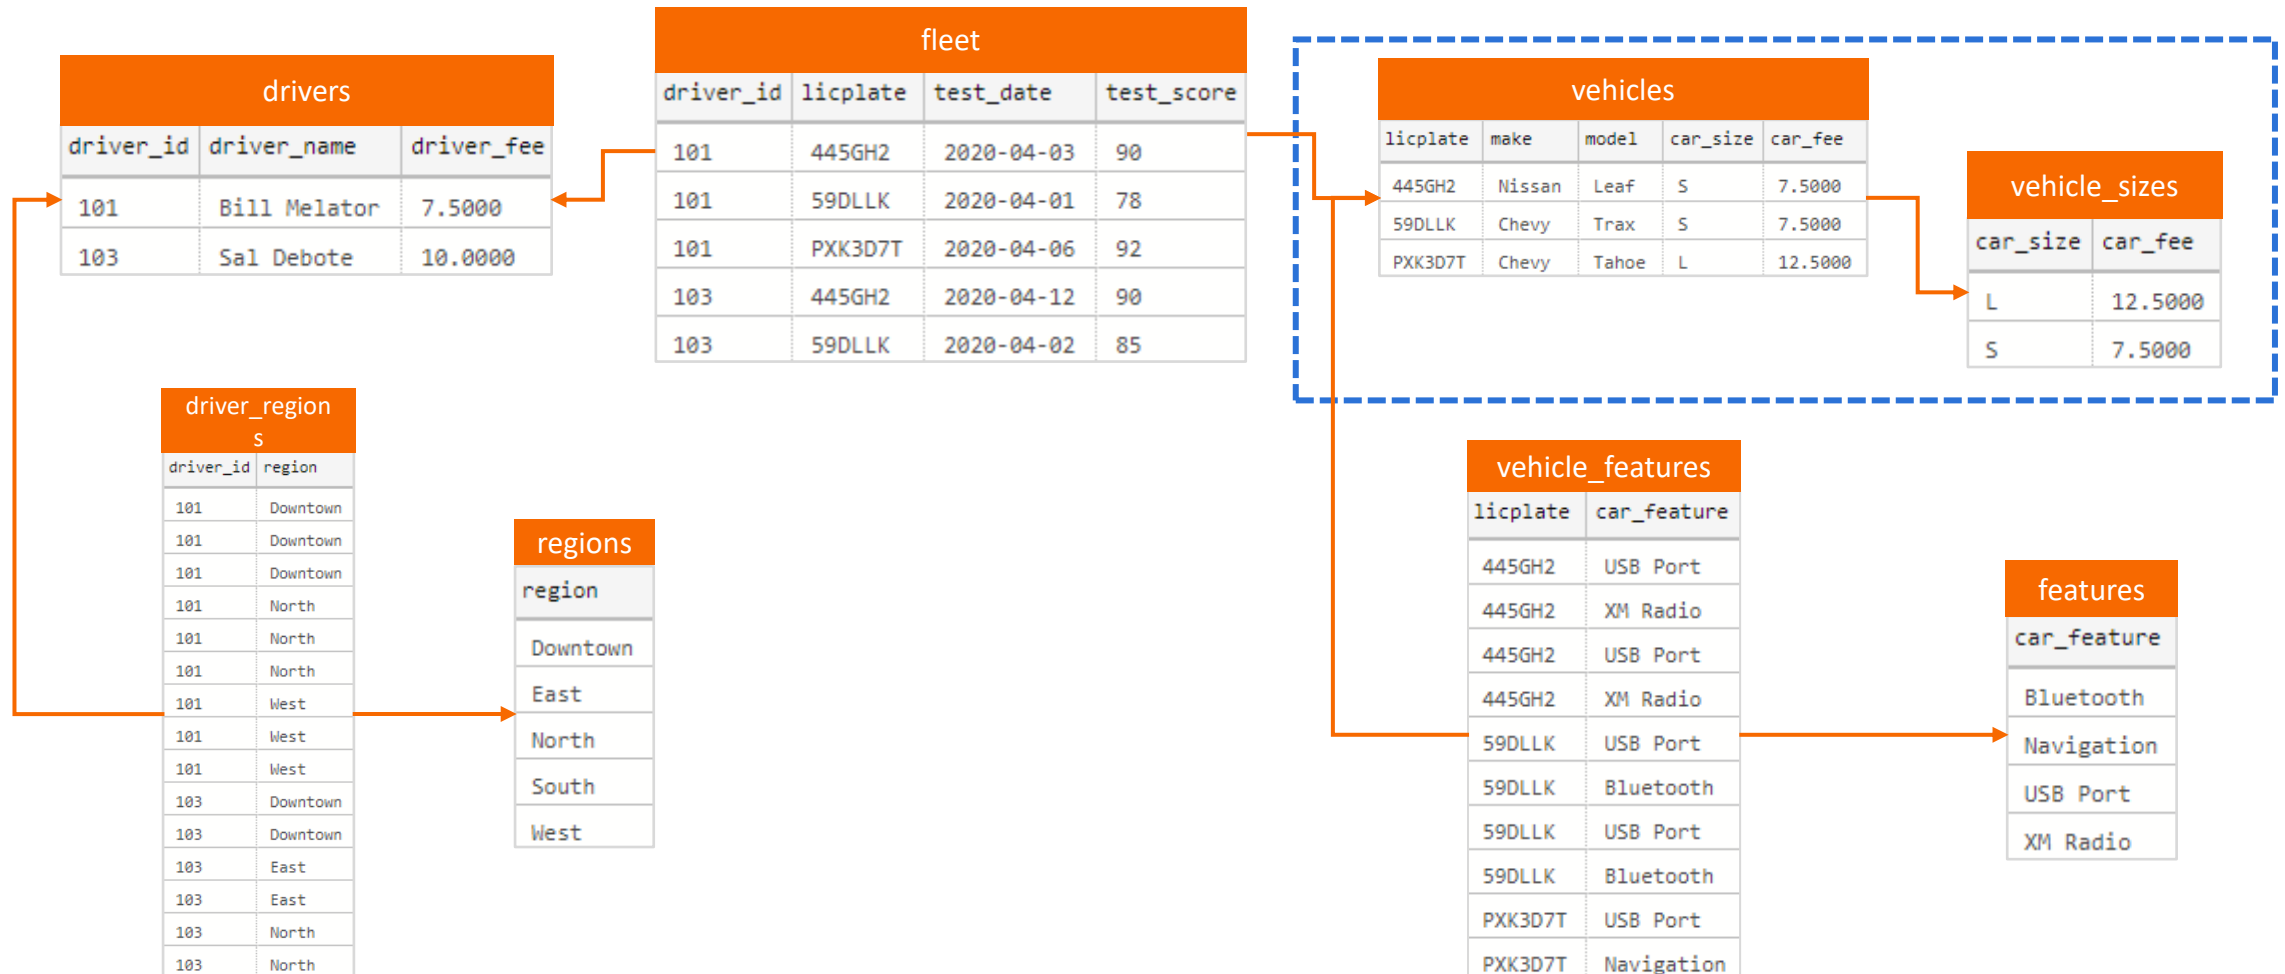 drivers
driver_id driver_name driver_fee
101 Bill Melator 7.5000
103 Sal Debote 10.0000
fleet
driver_id licplate test_date test_score
101 445GH2 2020-04-03 90
101 59DLLK 2020-04-01 78
101 PXK3D7T 2020-04-06 92
103 445GH2 2020-04-12 90
103 59DLLK 2020-04-02 85
vehicles
licplate make model car_size car_fee
445GH2 Nissan Leaf S 7.5000
59DLLK Chevy Trax S 7.5000
PXK3D7T Chevy Tahoe L 12.5000
vehicle_sizes
car_size car_fee
L 12.5000
S 7.5000
driver_region
s
driver_id region
101 Downtown
101 Downtown
101 Downtown
101 North
101 North
101 North
101 West
101 West
101 West
103 Downtown
103 Downtown
103 East
103 East
103 North
103 North
regions
region
Downtown
East
North
South
West
vehicle_features
licplate car_feature
445GH2 USB Port
445GH2 XM Radio
445GH2 USB Port
445GH2 XM Radio
59DLLK USB Port
59DLLK Bluetooth
59DLLK USB Port
59DLLK Bluetooth
PXK3D7T USB Port
PXK3D7T Navigation
features
car_feature
Bluetooth
Navigation
USB Port
XM Radio